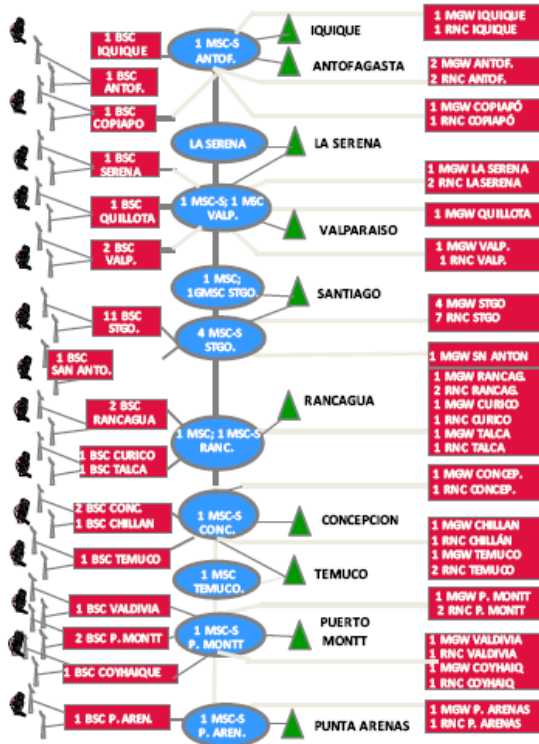 1 BSC
IQUIQUE
1 MSC-S
ANTOF.
IQUIQUE
1 MGW IQUIQUE
1 RNC IQUIQUE
1 BSC
ANTOF.
ANTOFAGASTA
2 MGW ANTOF.
2 RNC ANTOF.
1 BSC
COPIAPO
1 MGW COPIAPÓ
1 RNC COPIAPÓ
LA SERENA
LA SERENA
1 BSC
SERENA
1 MGW LA SERENA
2 RNC LASERENA
1 BSC
QUILLOTA
1 MSC-S; 1 MSC
VALP.
1 MGW QUILLOTA
VALPARAISO
2 BSC
VALP.
1 MGW VALP.
1 RNC VALP.
1 MSC;
1GMSC STGO.
SANTIAGO
11 BSC
STGO.
4 MSC-S
STGO.
4 MGW STGO
7 RNC STGO
1 BSC
SAN ANTO.
1 MGW SN ANTON
2 BSC
RANCAGUA
1 MSC; 1 MSC-S
RANC.
RANCAGUA
1 MGW RANCAG.
2 RNC RANCAG.
1 MGW CURICO
1 RNC CURICO
1 MGW TALCA
1 RNC TALCA
1 BSC CURICO
1 BSC TALCA
1 MGW CONCEP.
1 RNC CONCEP.
2 BSC CONC.
1 BSC CHILLAN
1 MSC-S
CONC.
CONCEPCION
1 MGW CHILLAN
1 RNC CHILLÁN
1 MGW TEMUCO
2 RNC TEMUCO
1 BSC TEMUCO
1 MSC
TEMUCO.
TEMUCO
1 MGW P. MONTT
2 RNC P. MONTT
1 BSC VALDIVIA
2 BSC P. MONTT
1 MSC-S
P. MONTT
PUERTO
MONTT
1 MGW VALDIVIA
1 RNC VALDIVIA
1 MGW COYHAIQ
1 RNC COYHAIQ
1 BSC COYHAIQUE
1 BSC P. AREN.
1 MSC-S
P. AREN.
PUNTA ARENAS
1 MGW P. ARENAS
1 RNC P. ARENAS